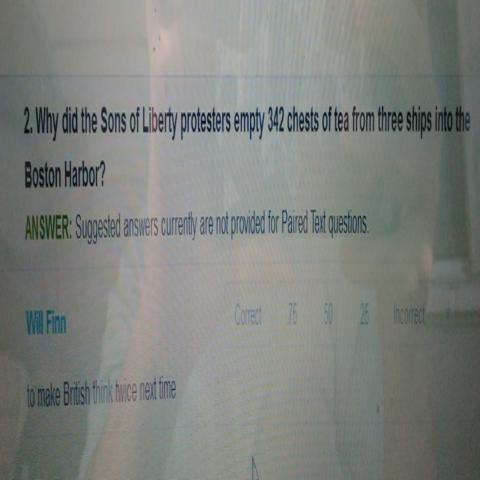 2. Why did the Sons of Liberty protesters empty 342 chests of tea from three ships into the
Boston Harbor?
ANSWER: Suggested answers currently are not provided for Paired Text questions.
Will Finn Correct .75 .50 .25 Incorrect
to make British think twice next time